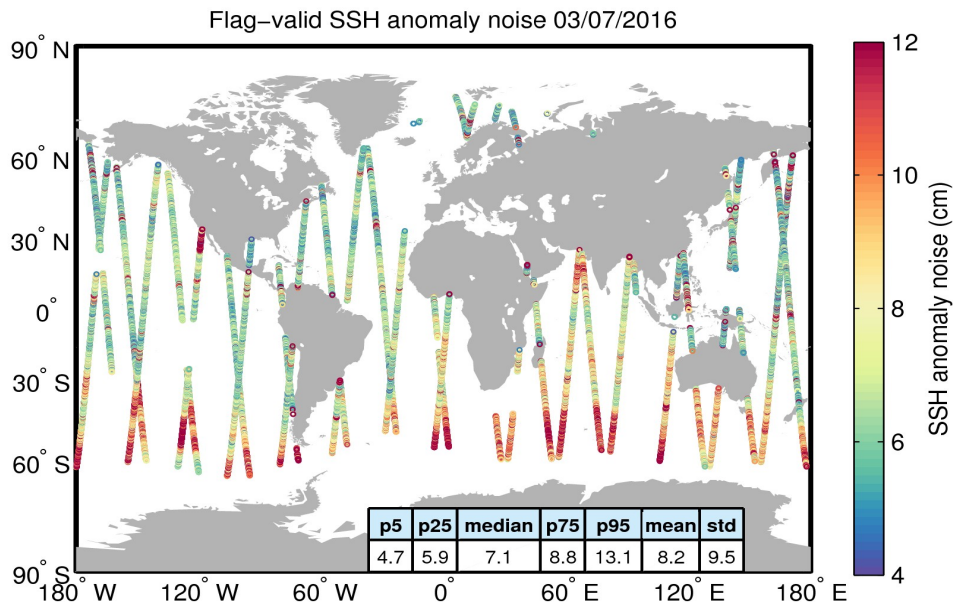 Flag−valid SSH anomaly noise 03/07/2016
90° N
60° N
30° N
0°
30° S
60° S
90° S
180° W
120° W
60° W
0°
60° E
120° E
180° E
p5 p25 median p75 p95 mean std
4.7 5.9 7.1 8.8 13.1 8.2 9.5
12
10
8
6
4
SSH anomaly noise (cm)